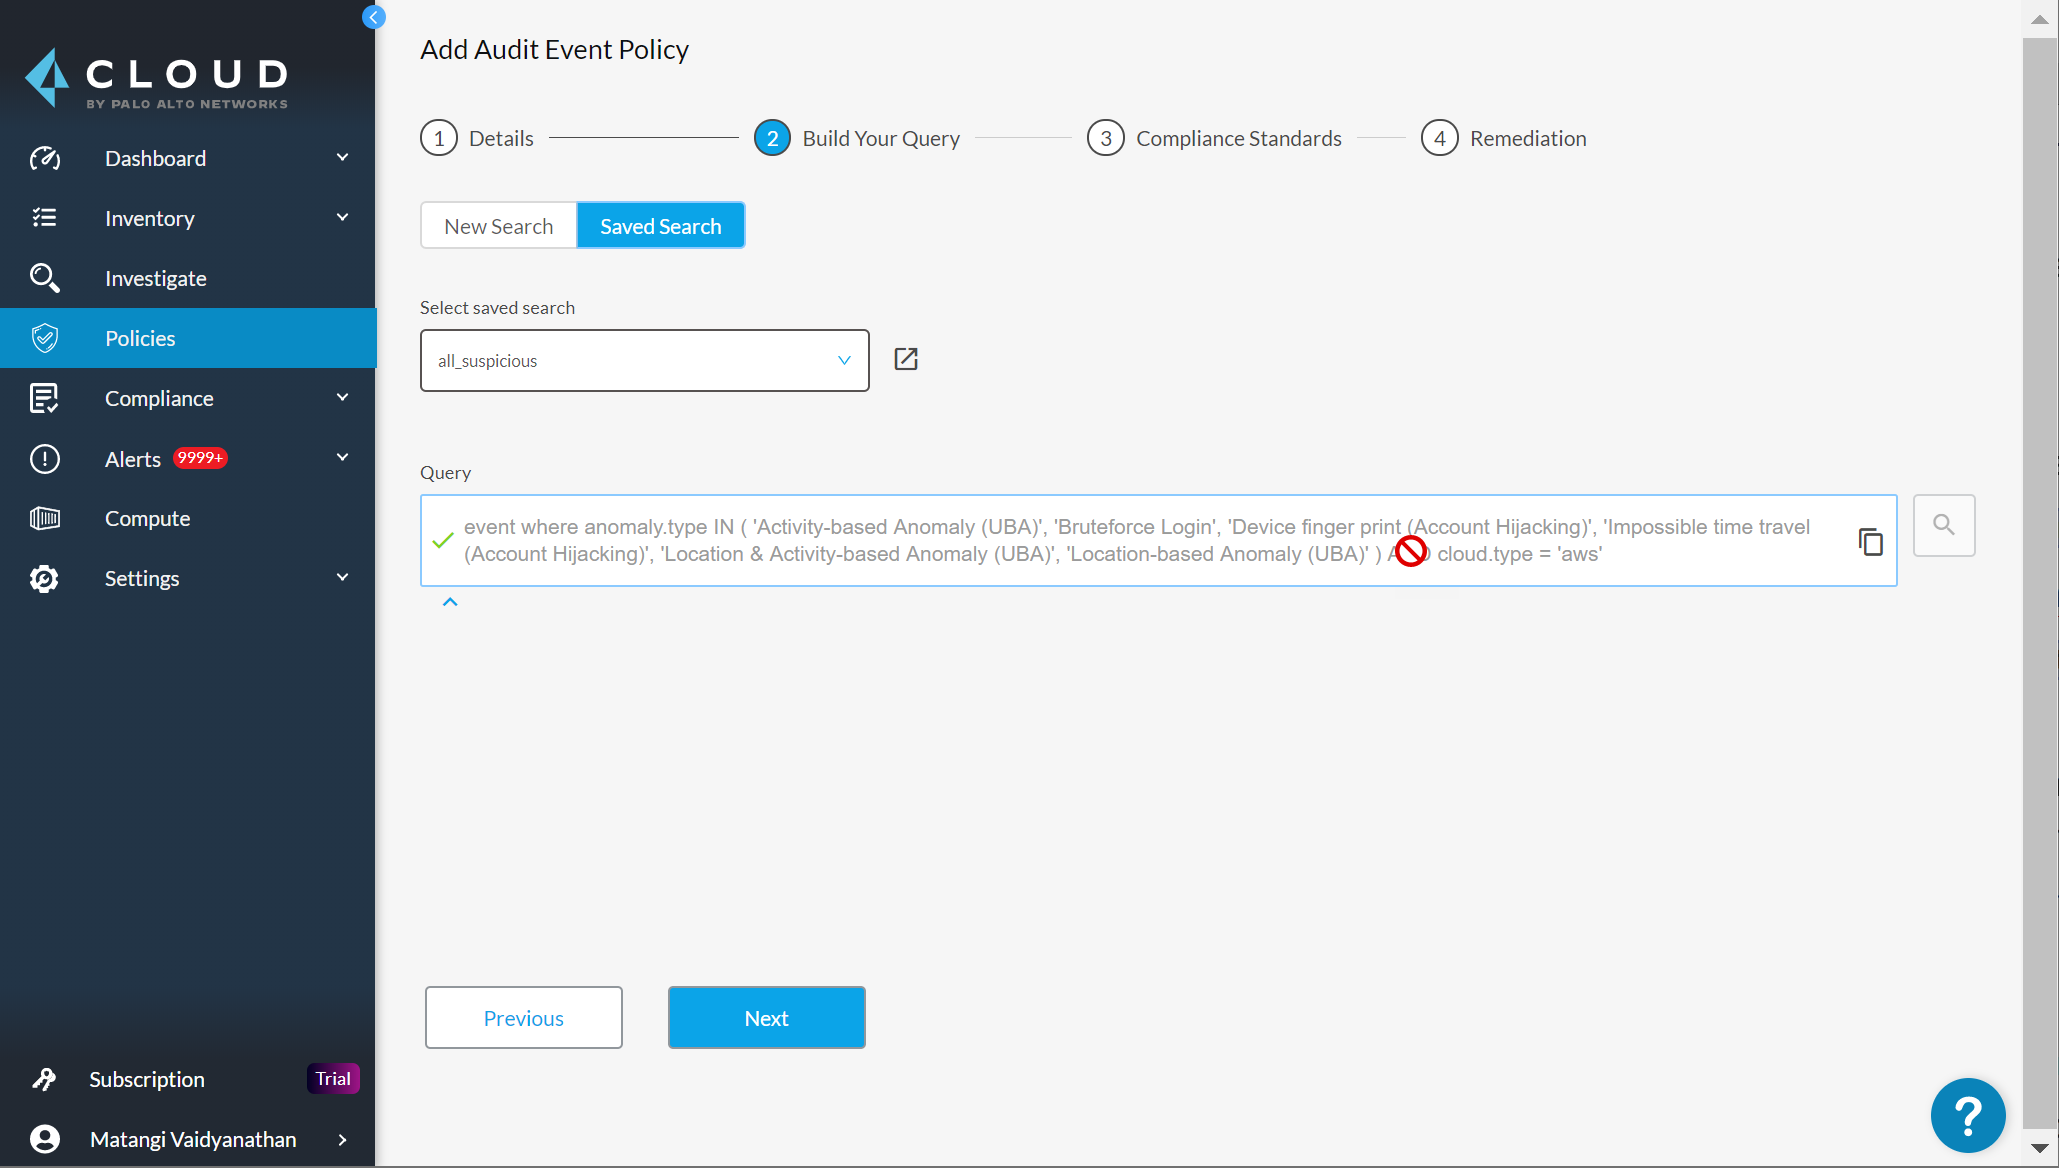 CLOUD
BY PALO ALTO NETWORKS
Dashboard
Inventory
Investigate
Policies
Compliance
Alerts 9999+
Compute
Settings
Subscription Trial
Matangi Vaidyanathan
Add Audit Event Policy
1 Details 2 Build Your Query 3 Compliance Standards 4 Remediation
New Search Saved Search
Select saved search
all_suspicious
Query
event where anomaly.type IN ( 'Activity-based Anomaly (UBA)', 'Bruteforce Login', 'Device finger print (Account Hijacking)', 'Impossible time travel
(Account Hijacking)', 'Location & Activity-based Anomaly (UBA)', 'Location-based Anomaly (UBA)' ) cloud.type = 'aws'
Previous Next
?